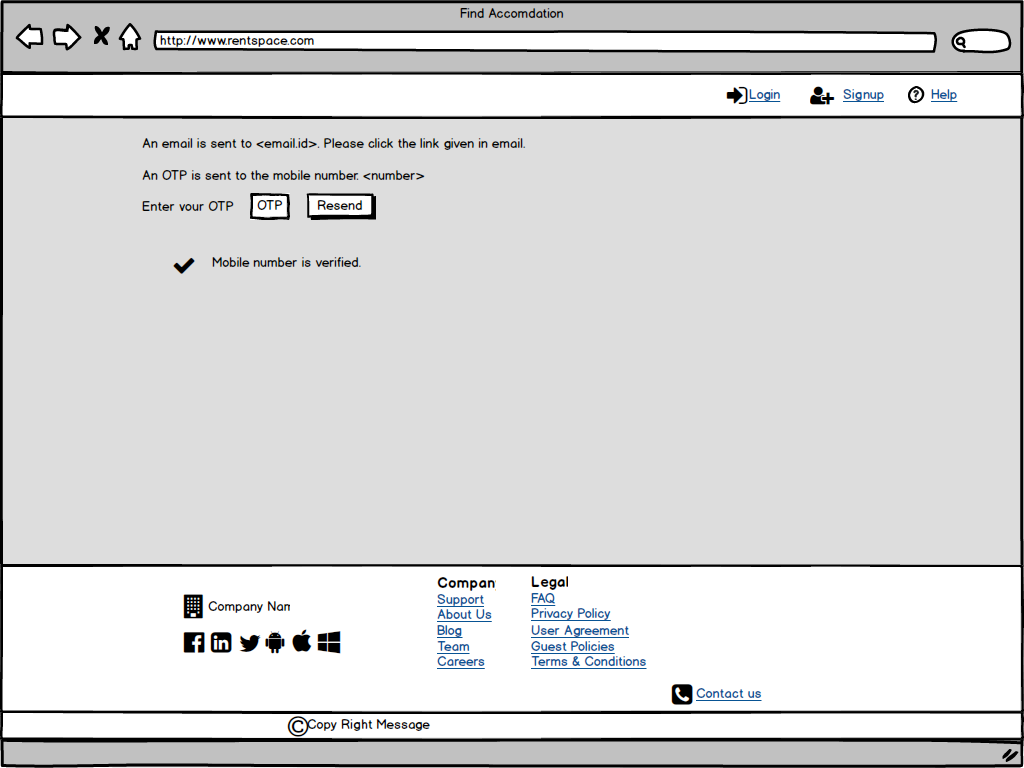 Find Accomdation
http://www.rentspace.com
Login Signup Help
An email is sent to <email.id>. Please click the link given in email.
An OTP is sent to the mobile number. <number>
Enter your OTP OTP Resend
Mobile number is verified.
Company Nam
Compan
Support
About Us
Blog
Team
Careers
Legal
FAQ
Privacy Policy
User Agreement
Guest Policies
Terms & Conditions
Contact us
©Copy Right Message